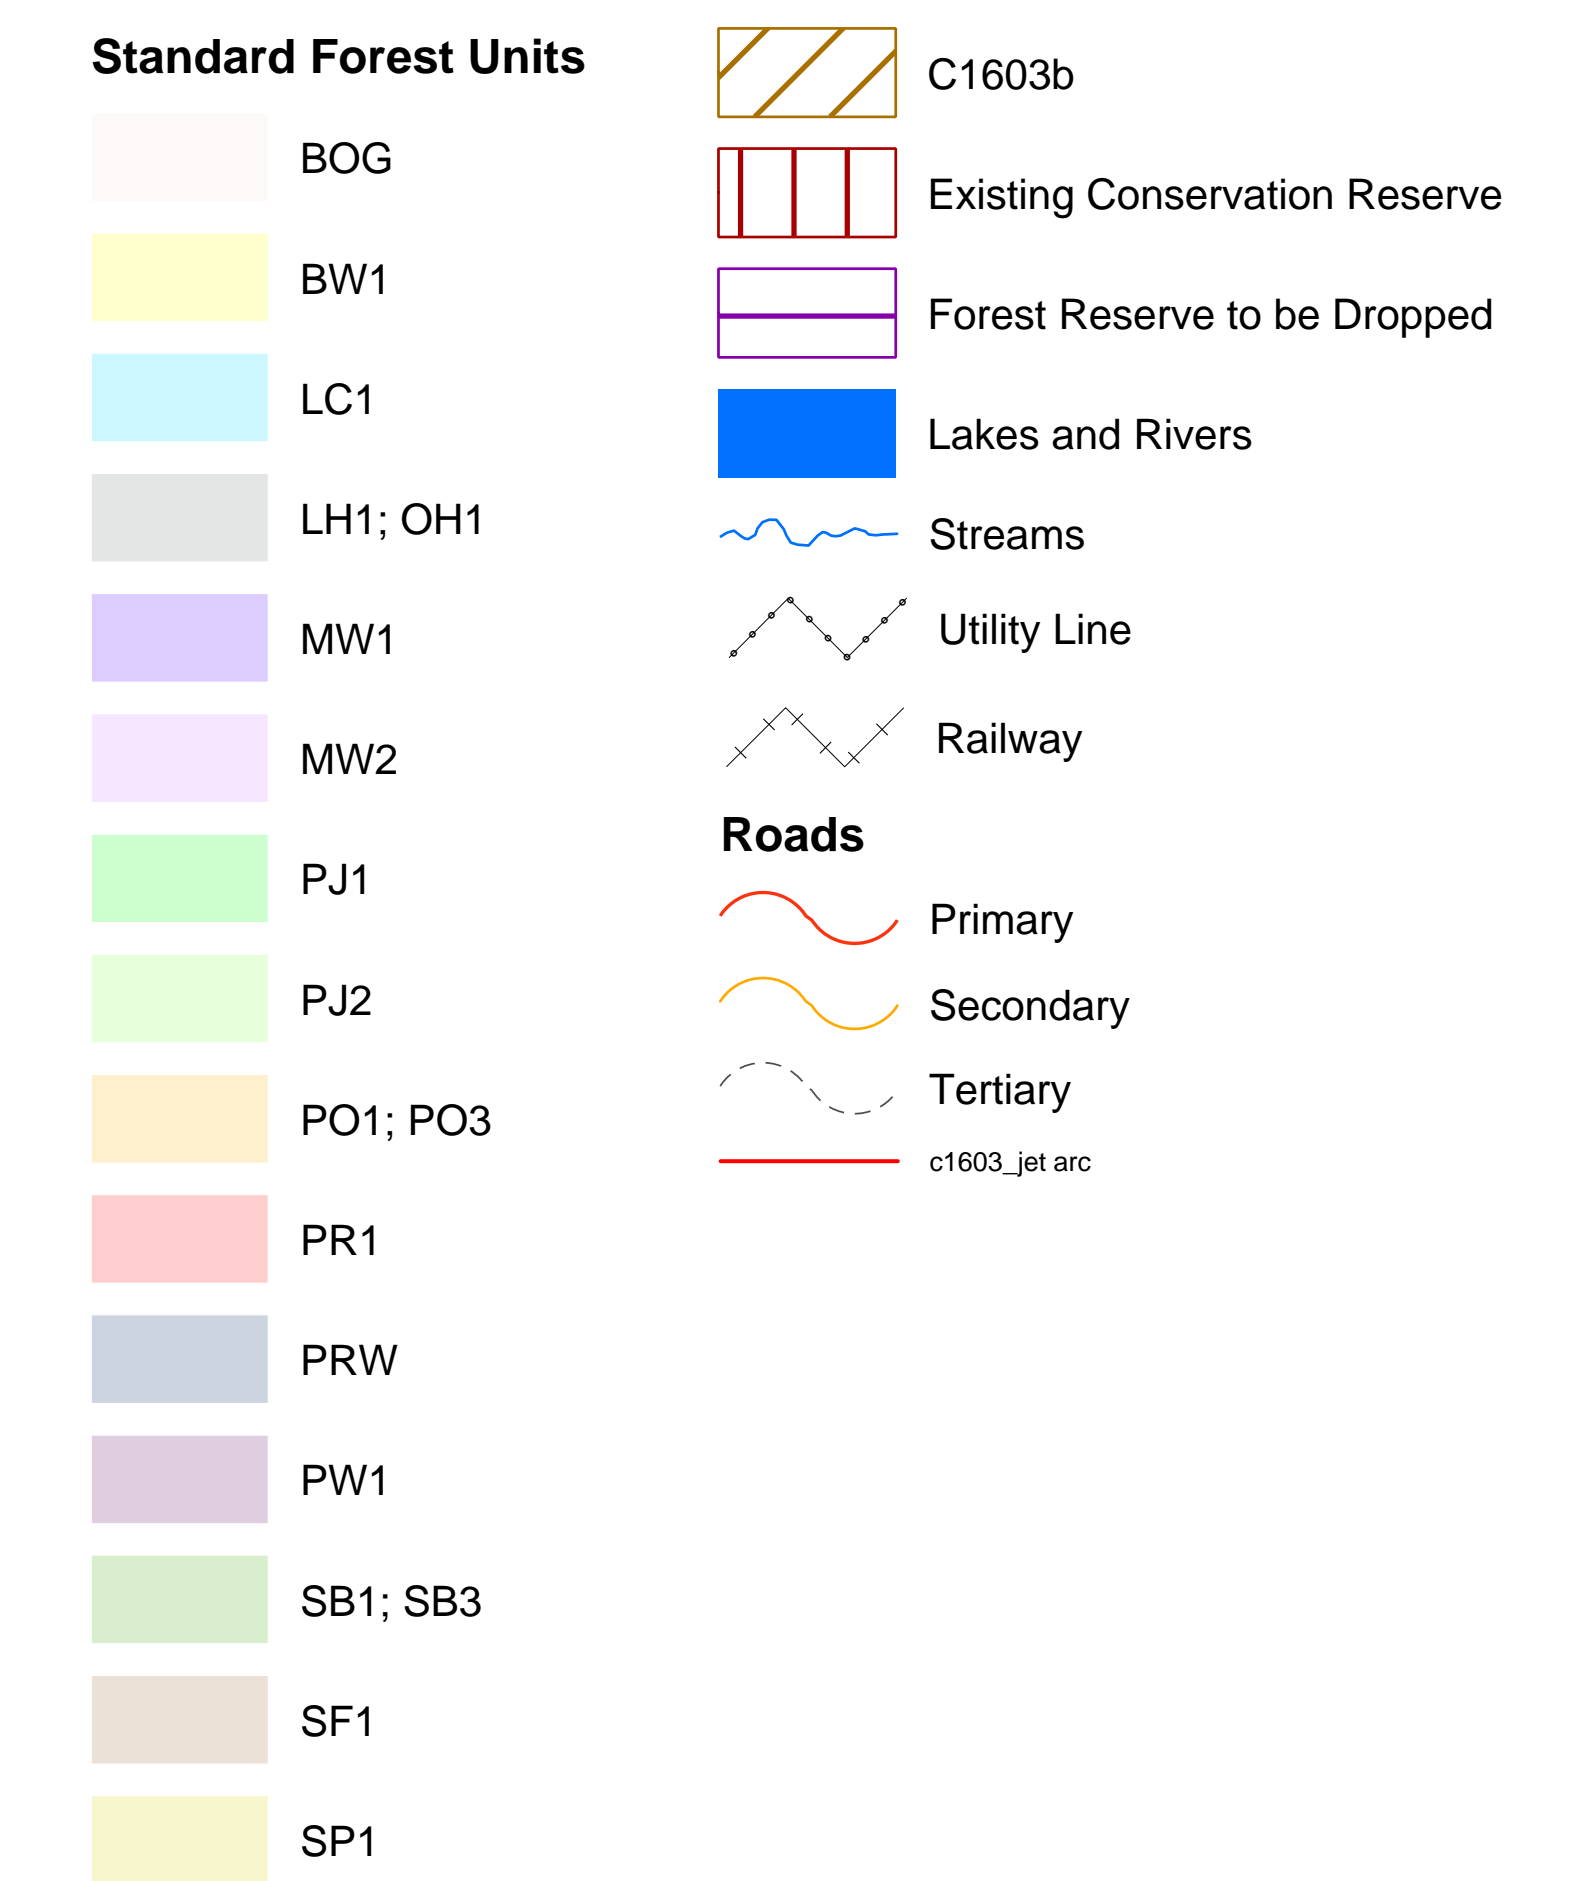 Standard Forest Units
BOG
BW1
LC1
LH1; OH1
MW1
MW2
PJ1
PJ2
PO1; PO3
PR1
PRW
PW1
SB1; SB3
SF1
SP1
C1603b
Existing Conservation Reserve
Forest Reserve to be Dropped
Lakes and Rivers
Streams
Utility Line
Railway
Roads
Primary
Secondary
Tertiary
c1603_jet arc